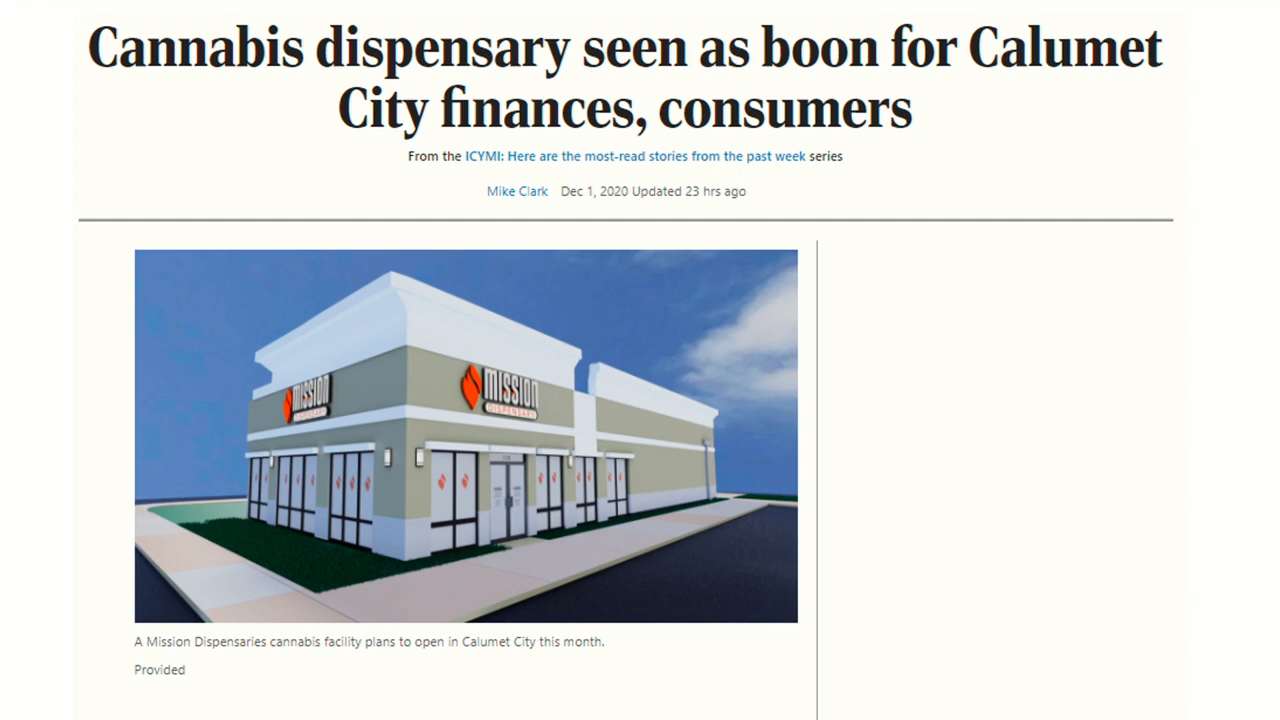 Cannabis dispensary seen as boon for Calumet
City finances, consumers
From the ICYMI: Here are the most-read stories from the past week series
Mike Clark Dec 1, 2020 Updated 23 hrs ago
MISSION
DISPENSARY
MISSION
DISPENSARY
A Mission Dispensaries cannabis facility plans to open in Calumet City this month.
Provided